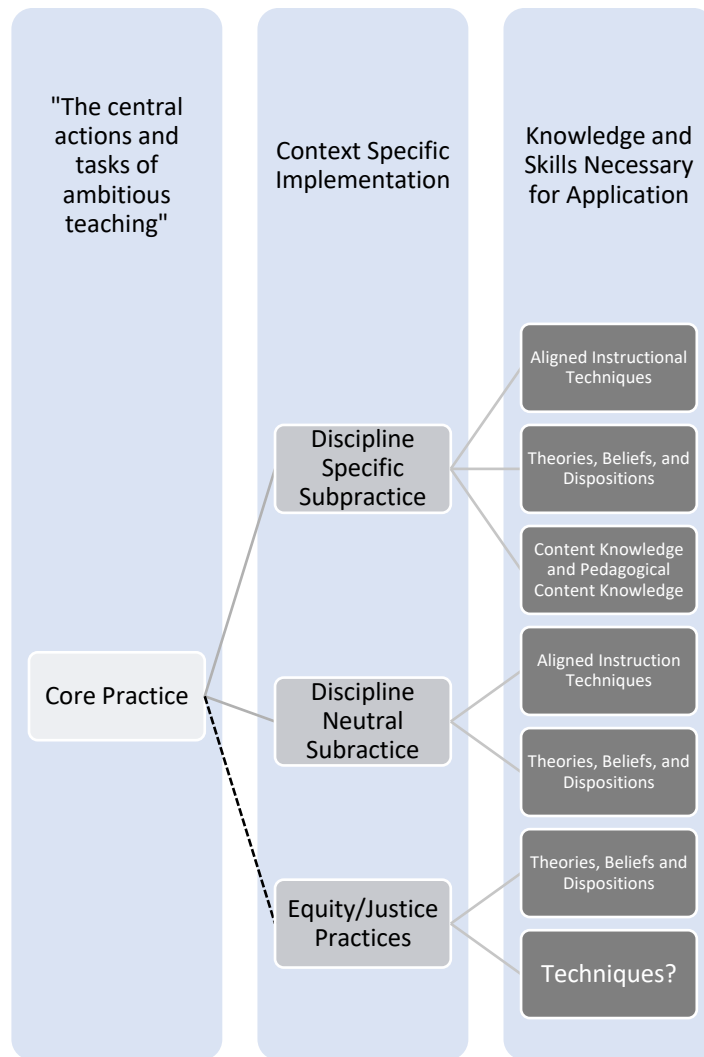 "The central
actions and
tasks of
ambitious
teaching"
Context Specific
Implementation
Knowledge and
Skills Necessary
for Application
Core Practice
Discipline
Specific
Subpractice
Aligned Instructional
Techniques
Theories, Beliefs, and
Dispositions
Content Knowledge
and Pedagogical
Content Knowledge
Discipline
Neutral
Subractice
Aligned Instruction
Techniques
Theories, Beliefs, and
Dispositions
Equity/Justice
Practices
Theories, Beliefs and
Dispositions
Techniques?